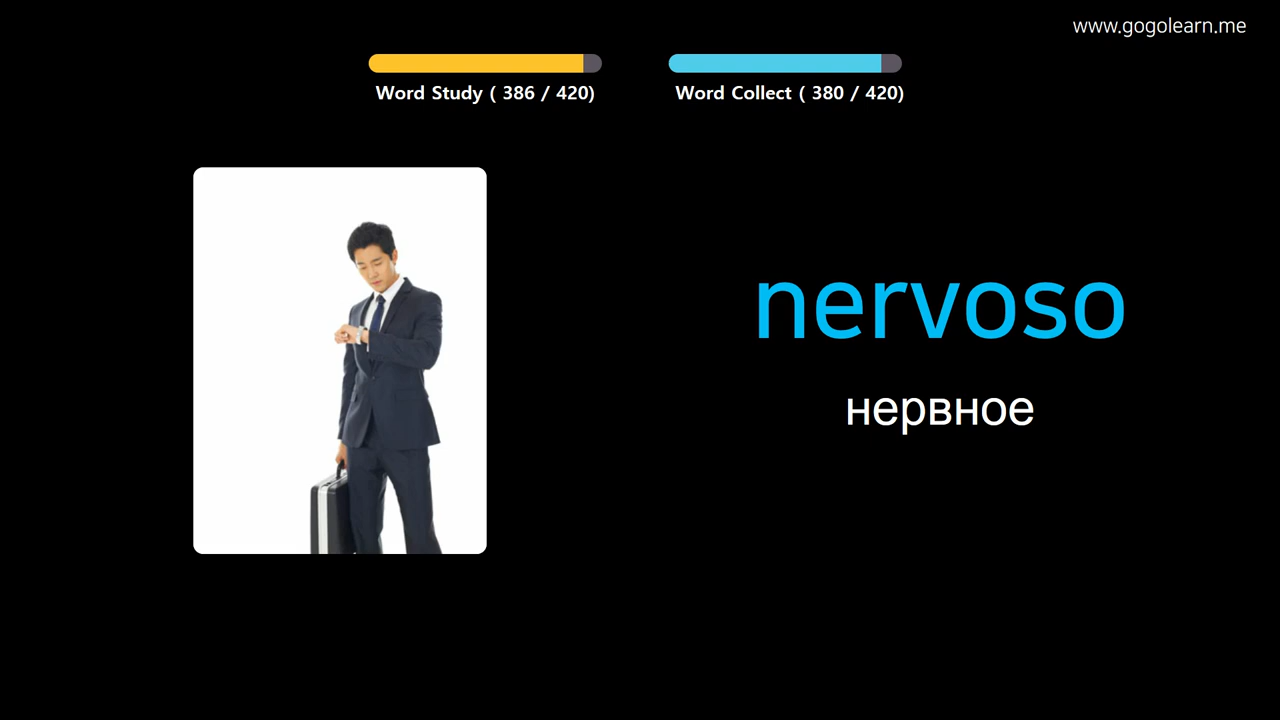 www.gogolearn.me
Word Study ( 386 / 420)
Word Collect ( 380 / 420)
nervoso
нервное